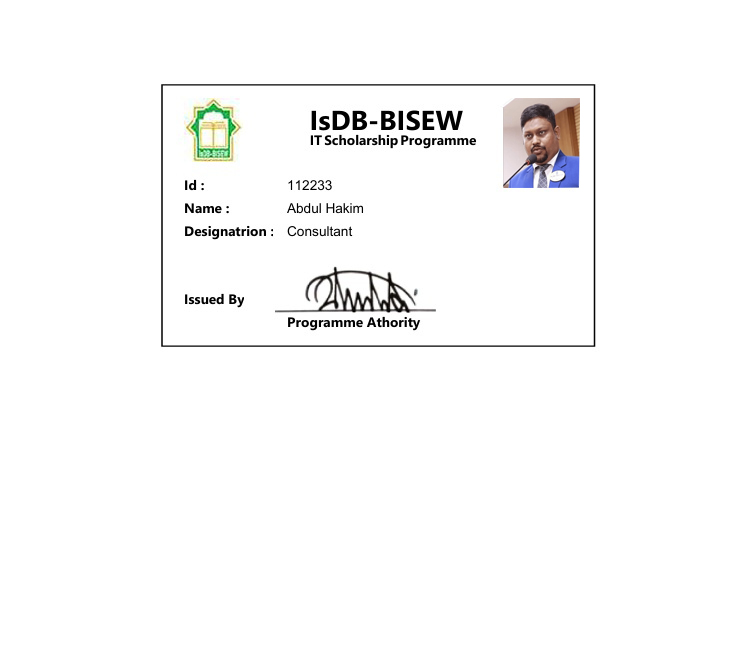 IsDB-BISEW
IsDB-BISEW
IT Scholarship Programme
Id : 112233
Name : Abdul Hakim
Designatrion : Consultant
Issued By
Programme Athority